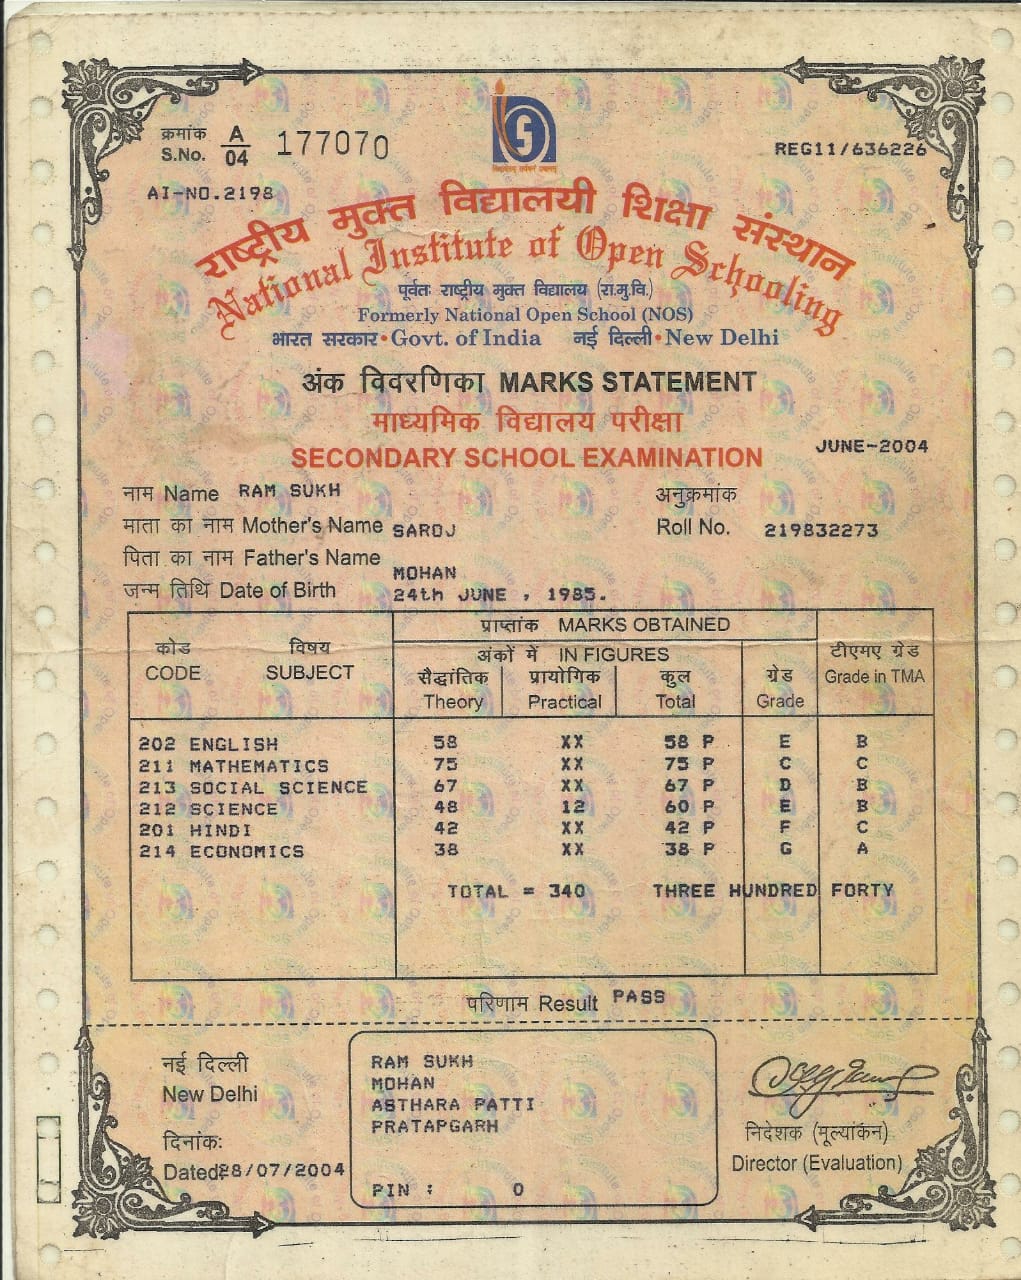 क्रमांक A 177070
S.No. 04
REG11/636226
AI-NO.2198
राष्ट्रीय मुक्त विद्यालयी शिक्षा संस्थान
National Institute of Open Schooling
पूर्वतः राष्ट्रीय मुक्त विद्यालय (रा.मु.वि.)
Formerly National Open School (NOS)
भारत सरकार • Govt. of India नई दिल्ली • New Delhi
अंक विवरणिका MARKS STATEMENT
माध्यमिक विद्यालय परीक्षा
SECONDARY SCHOOL EXAMINATION
JUNE-2004
नाम Name RAM SUKH अनुक्रमांक
माता का नाम Mother's Name SAROJ Roll No. 219832273
पिता का नाम Father's Name MOHAN
जन्म तिथि Date of Birth 24th JUNE , 1985.
प्राप्तांक MARKS OBTAINED
कोड विषय अंकों में IN FIGURES टीएमए ग्रेड
CODE SUBJECT सैद्धांतिक प्रायोगिक कुल ग्रेड Grade in TMA
Theory Practical Total Grade
202 ENGLISH 58 XX 58 P E B
211 MATHEMATICS 75 XX 75 P C C
213 SOCIAL SCIENCE 67 XX 67 P D B
212 SCIENCE 48 12 60 P E B
201 HINDI 42 XX 42 P F C
214 ECONOMICS 38 XX 38 P G A
TOTAL = 340 THREE HUNDRED FORTY
परिणाम Result PASS
नई दिल्ली
New Delhi
दिनांक:
Dated: 28/07/2004
RAM SUKH
MOHAN
ASTHARA PATTI
PRATAPGARH
PIN : 0
निदेशक (मूल्यांकन)
Director (Evaluation)